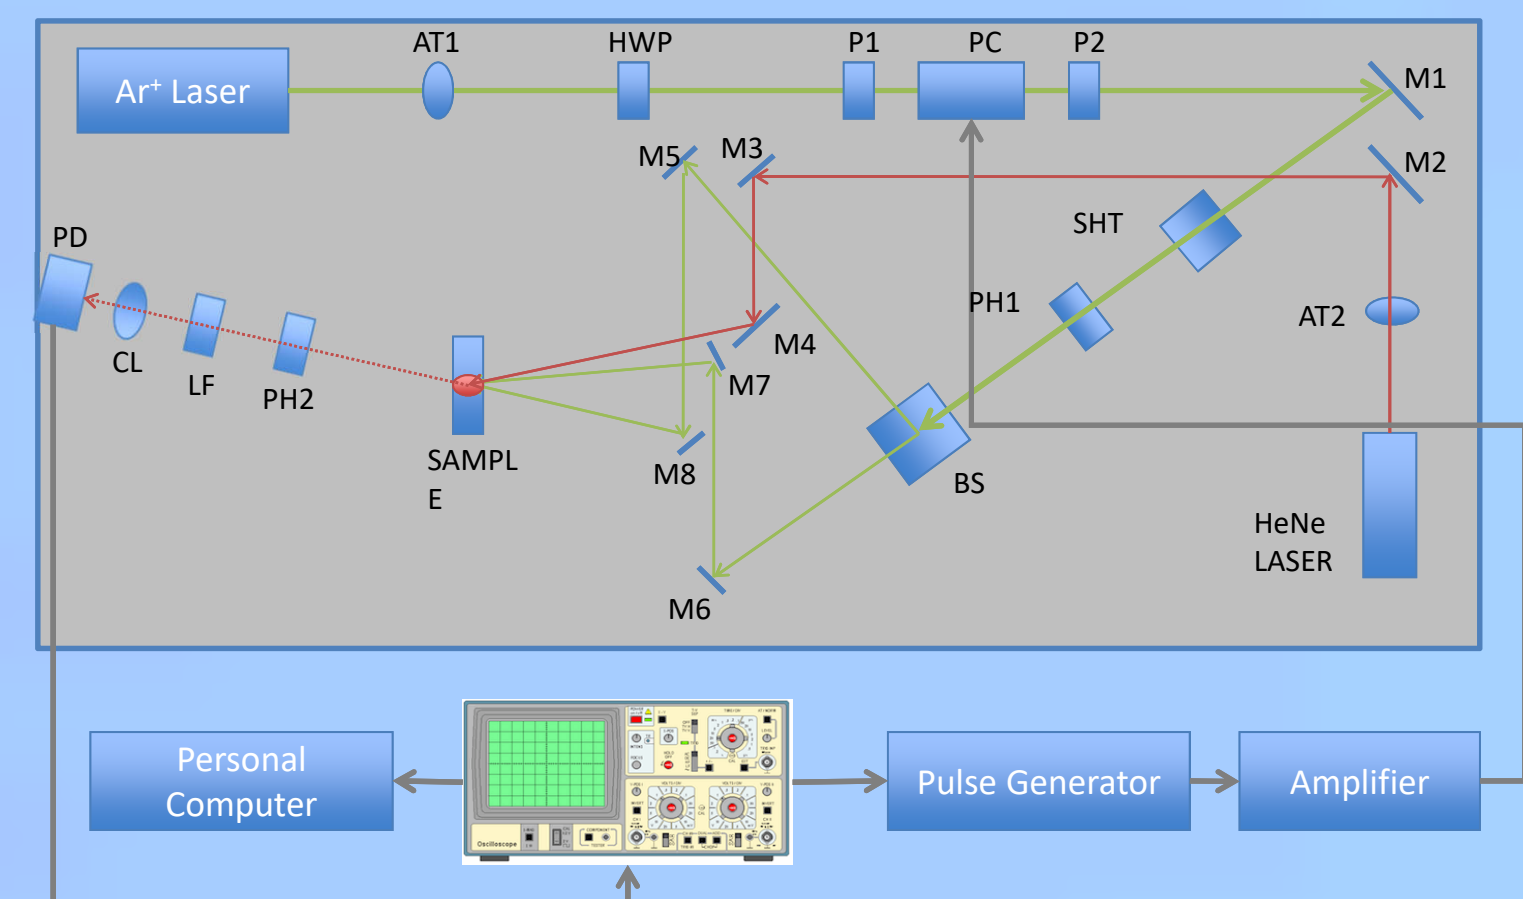 AT1
HWP
P1
PC
P2
Ar⁺ Laser
M1
M5
M3
M2
PD
SHT
PH1
AT2
M4
CL
LF
PH2
M7
SAMPL
E
M8
BS
HeNe
LASER
M6
Personal
Computer
Pulse Generator
Amplifier
Oscilloscope